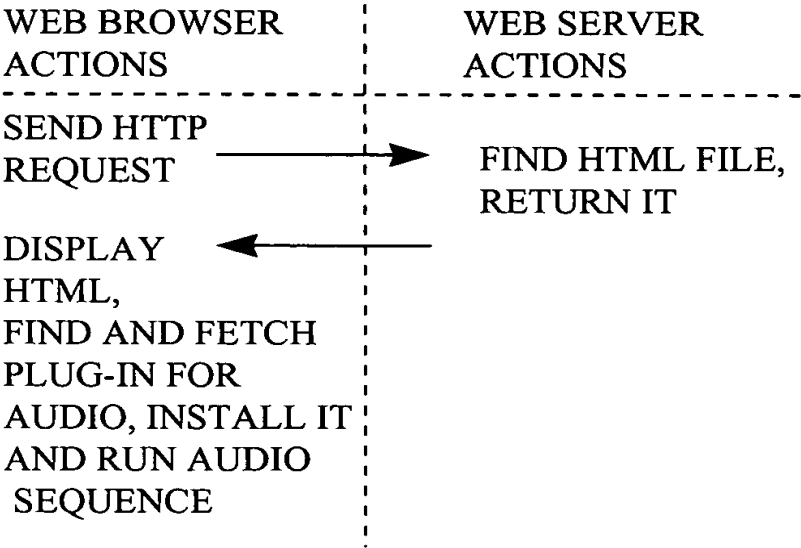 WEB BROWSER
ACTIONS
WEB SERVER
ACTIONS
SEND HTTP
REQUEST
FIND HTML FILE,
RETURN IT
DISPLAY
HTML,
FIND AND FETCH
PLUG-IN FOR
AUDIO, INSTALL IT
AND RUN AUDIO
SEQUENCE